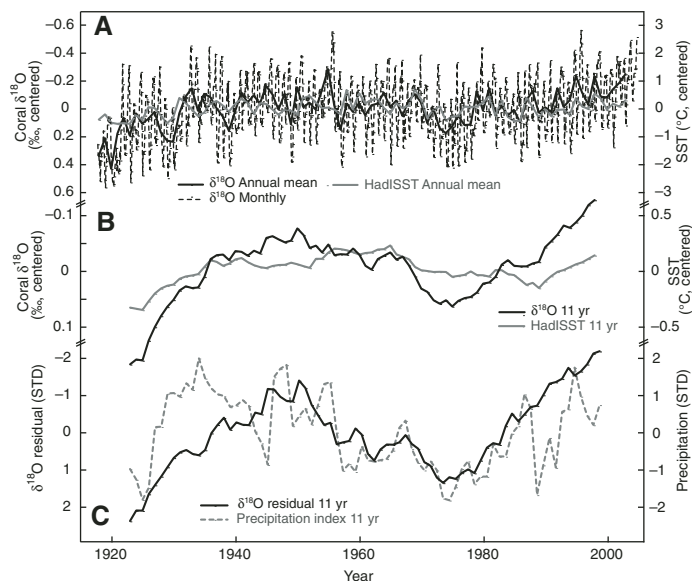 A
−0.6
−0.4
−0.2
0
0.2
0.4
0.6
Coral δ¹⁸O
(‰, centered)
3
2
1
0
−1
−2
−3
SST
(°C, centered)
δ¹⁸O Annual mean
HadISST Annual mean
δ¹⁸O Monthly
B
−0.1
0
0.1
Coral δ¹⁸O
(‰, centered)
0.5
0
−0.5
SST
(°C, centered)
δ¹⁸O 11 yr
HadISST 11 yr
−2
−1
0
1
2
δ¹⁸O residual (STD)
2
1
0
−1
−2
Precipitation (STD)
C
δ¹⁸O residual 11 yr
Precipitation index 11 yr
1920
1940
1960
1980
2000
Year